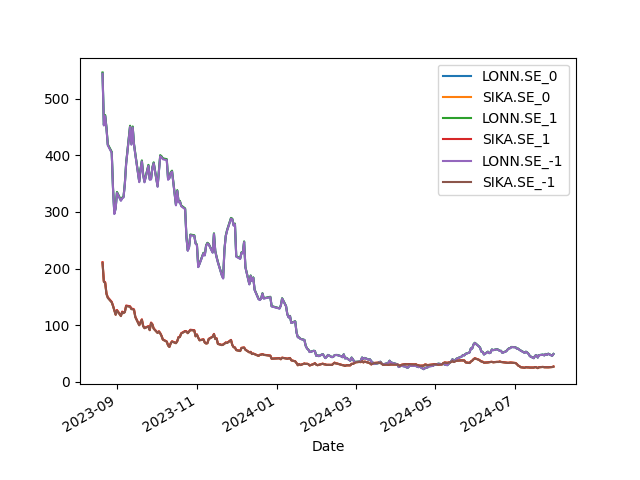 500
400
300
200
100
0
2023-09
2023-11
2024-01
2024-03
2024-05
2024-07
Date
LONN.SE_0
SIKA.SE_0
LONN.SE_1
SIKA.SE_1
LONN.SE_-1
SIKA.SE_-1